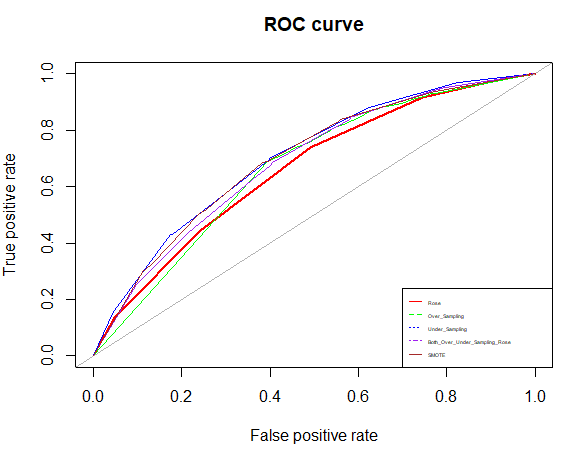 ROC curve
True positive rate
1.0
0.8
0.6
0.4
0.2
0.0
Rose
Over_Sampling
Under_Sampling
Both_Over_Under_Sampling_Rose
SMOTE
0.0 0.2 0.4 0.6 0.8 1.0
False positive rate